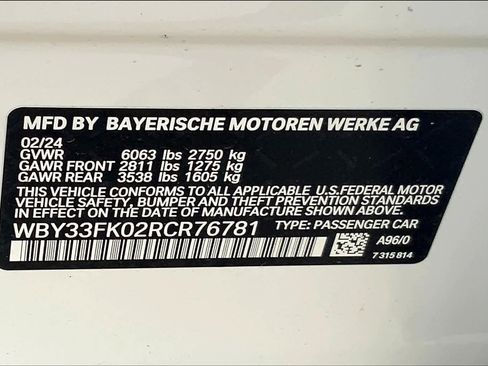 MFD BY BAYERISCHE MOTOREN WERKE AG
02/24
GVWR 6063 lbs 2750 kg
GAWR FRONT 2811 lbs 1275 kg
GAWR REAR 3538 lbs 1605 kg
THIS VEHICLE CONFORMS TO ALL APPLICABLE U.S.FEDERAL MOTOR
VEHICLE SAFETY, BUMPER AND THEFT PREVENTION STANDARDS
IN EFFECT ON THE DATE OF MANUFACTURE SHOWN ABOVE.
WBY33FK02RCR76781 TYPE: PASSENGER CAR
A96/0
7 315 814